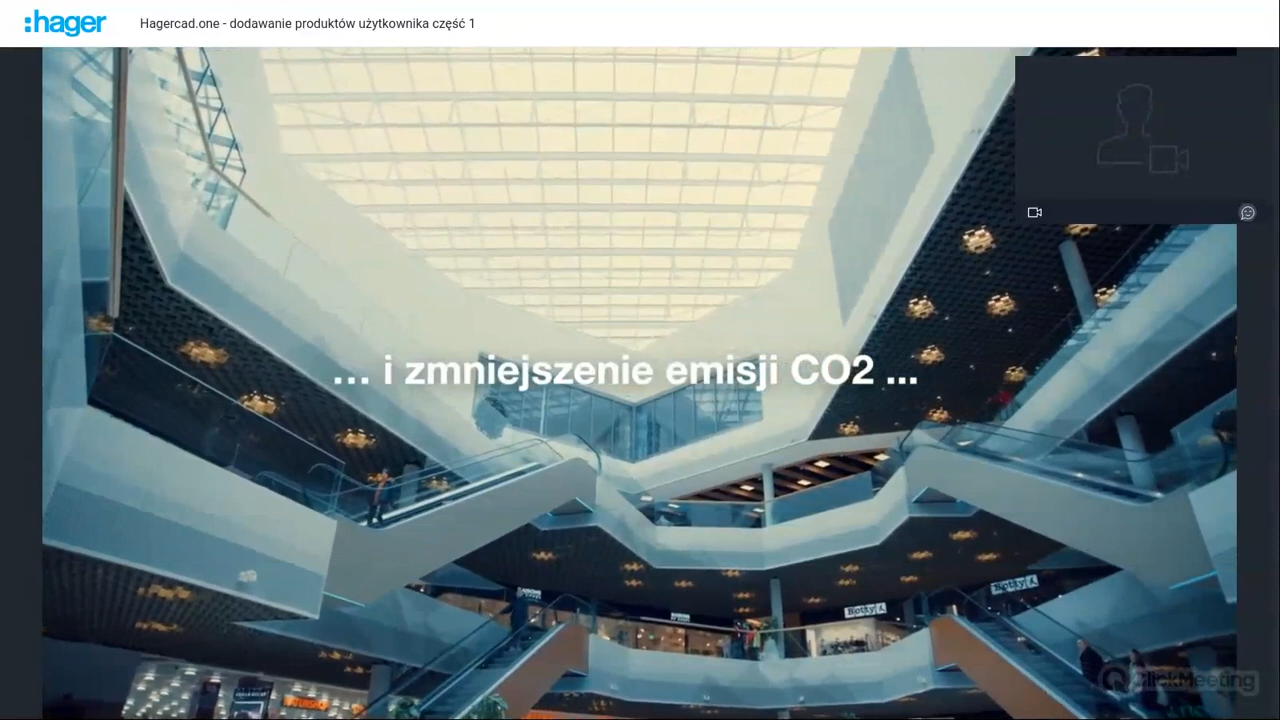 :hager
Hagercad.one - dodawanie produktów użytkownika część 1
... i zmniejszenie emisji CO2 ...
ClickMeeting